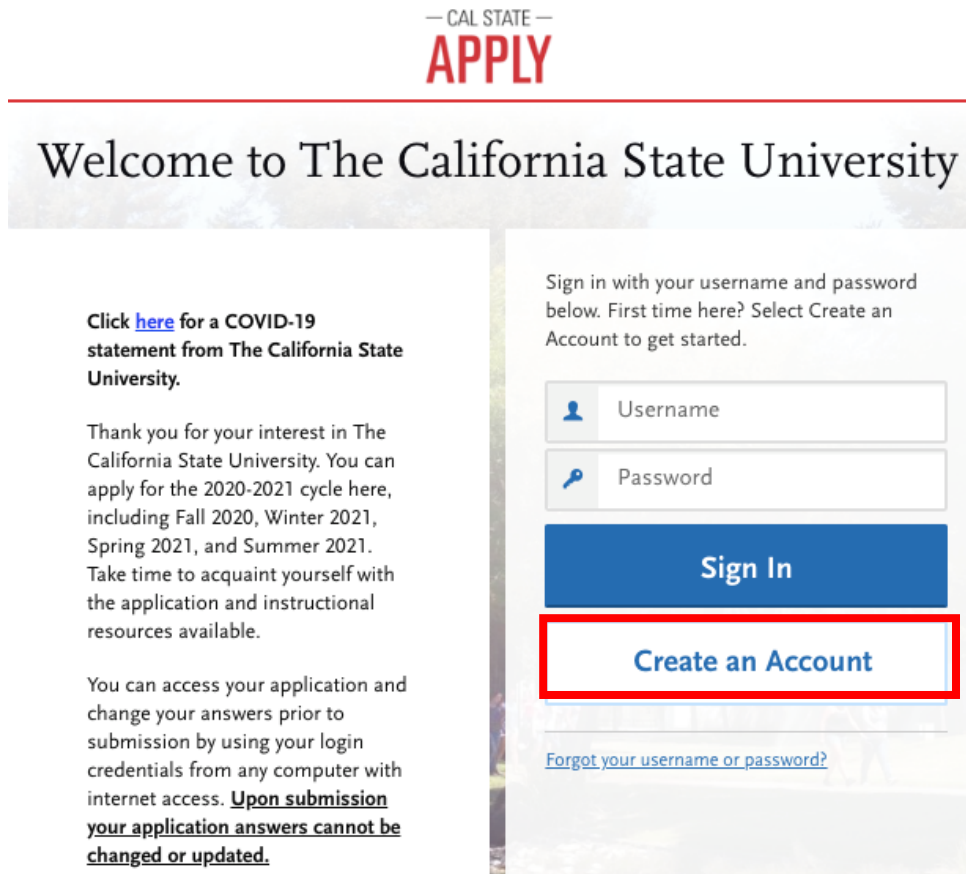 — CAL STATE —
APPLY
Welcome to The California State University
Click here for a COVID-19
statement from The California State
University.
Thank you for your interest in The
California State University. You can
apply for the 2020-2021 cycle here,
including Fall 2020, Winter 2021,
Spring 2021, and Summer 2021.
Take time to acquaint yourself with
the application and instructional
resources available.
You can access your application and
change your answers prior to
submission by using your login
credentials from any computer with
internet access. Upon submission
your application answers cannot be
changed or updated.
Sign in with your username and password
below. First time here? Select Create an
Account to get started.
Username
Password
Sign In
Create an Account
Forgot your username or password?